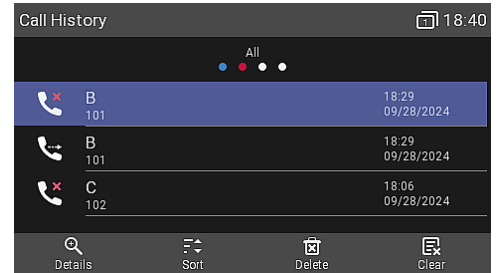 Call History
1 18:40
All
B 18:29
101 09/28/2024
B 18:29
101 09/28/2024
C 18:06
102 09/28/2024
Details Sort Delete Clear